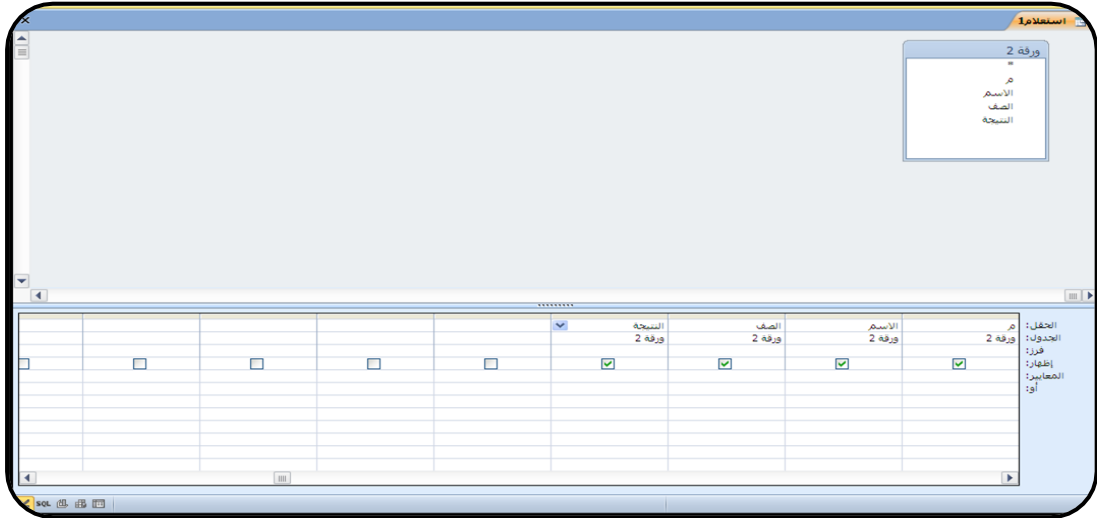 استعلام1
ورقة 2
*
م
الاسم
الصف
النتيجة
الحقل: م الاسم الصف النتيجة
الجدول: ورقة 2 ورقة 2 ورقة 2 ورقة 2
فرز:
إظهار:
المعايير:
أو:
SQL